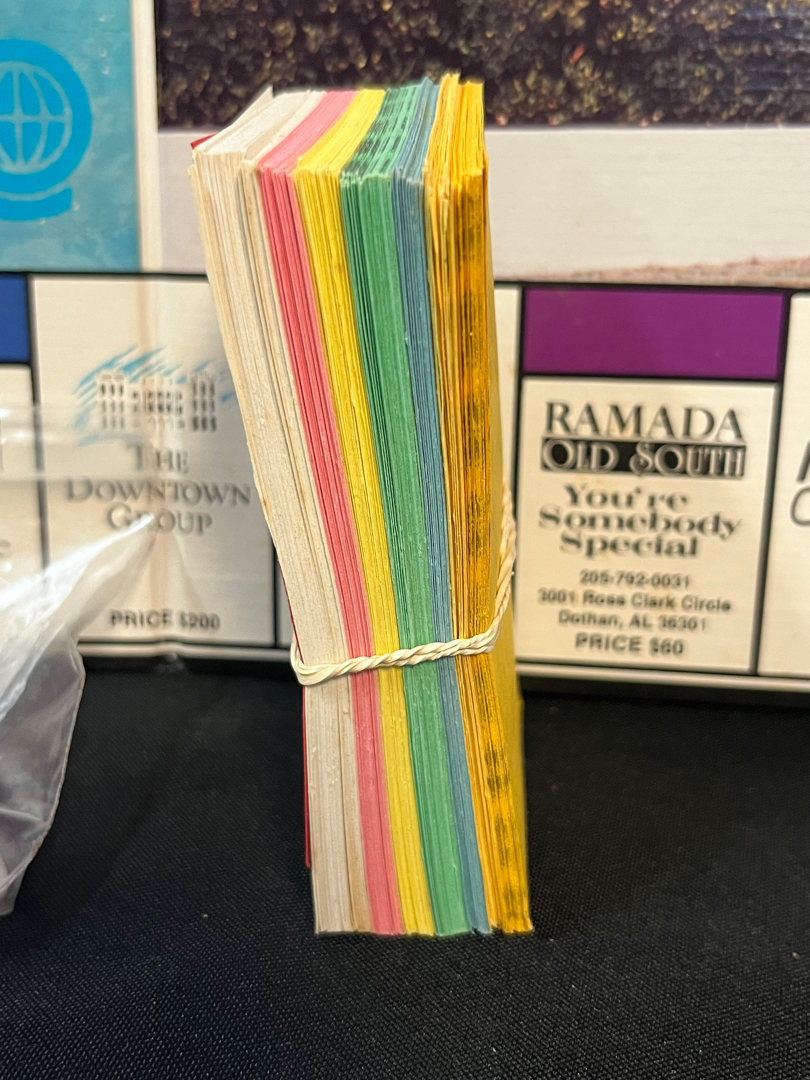 THE
DOWNTOWN
GROUP
PRICE $200
RAMADA
OLD SOUTH
You're
Somebody
Special
205-792-0031
3001 Ross Clark Circle
Dothan, AL 36301
PRICE $60